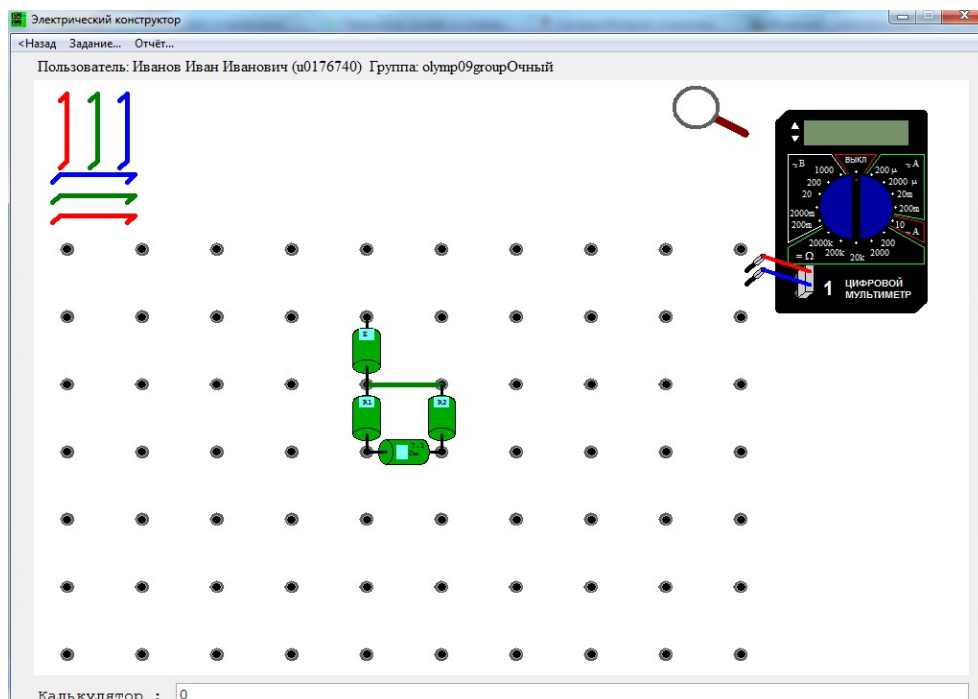 Электрический конструктор
<Назад Задание... Отчёт...
Пользователь: Иванов Иван Иванович (u0176740) Группа: olymp09groupОчный
ВЫКЛ
В
1000
200
20
2000m
200m
200 μ
A
2000 μ
20m
200m
10
A
2000k
200k
20k
2000
200
= Ω
1
ЦИФРОВОЙ
МУЛЬТИМЕТР
R1
R2
Ом
Калькулятор : 0